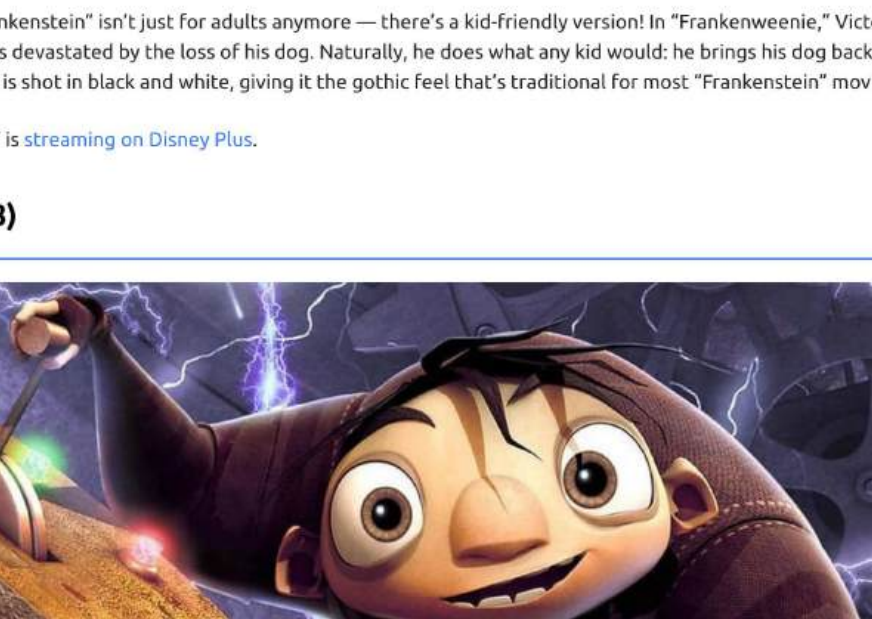 nkenstein” isn’t just for adults anymore — there’s a kid-friendly version! In “Frankenweenie,” Vict
s devastated by the loss of his dog. Naturally, he does what any kid would: he brings his dog back
is shot in black and white, giving it the gothic feel that’s traditional for most “Frankenstein” mov
is streaming on Disney Plus.
)